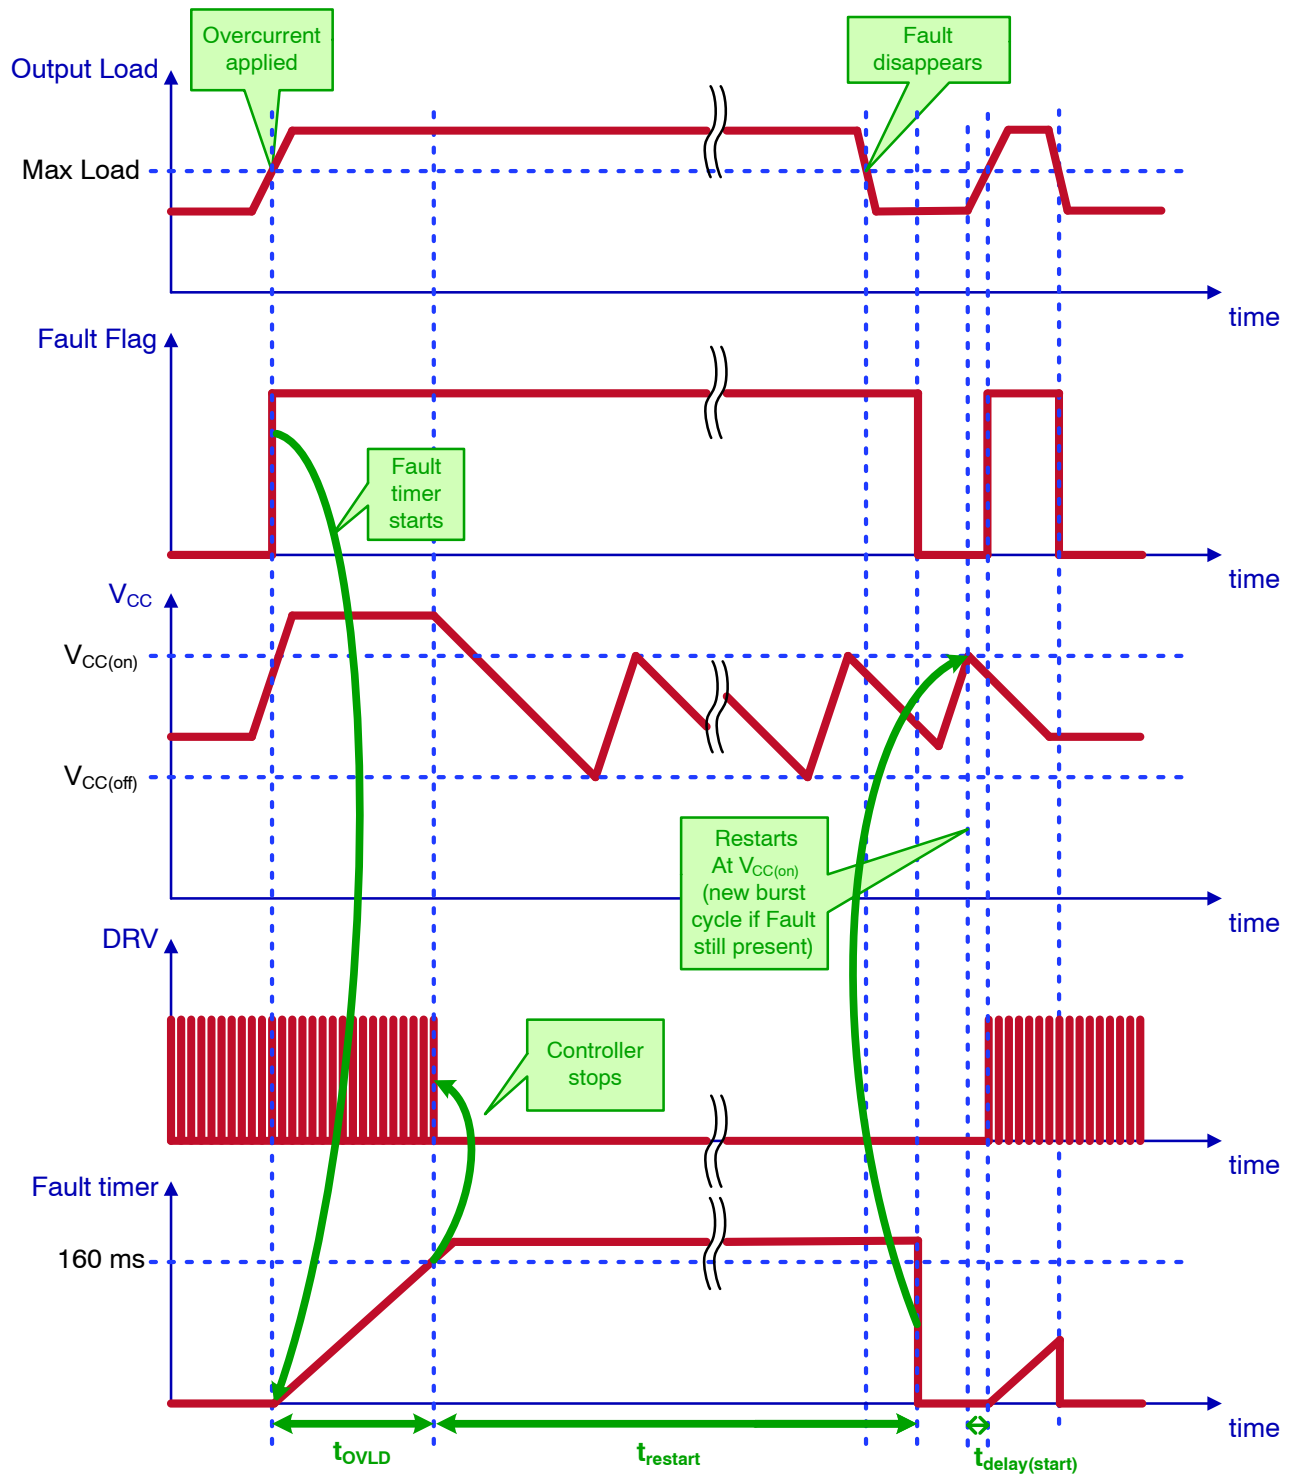 Overcurrent
applied
Fault
disappears
Output Load
Max Load
time
Fault Flag
Fault
timer
starts
time
VCC
VCC(on)
VCC(off)
Restarts
At VCC(on)
(new burst
cycle if Fault
still present)
time
DRV
Controller
stops
time
Fault timer
160 ms
time
tOVLD
trestart
tdelay(start)